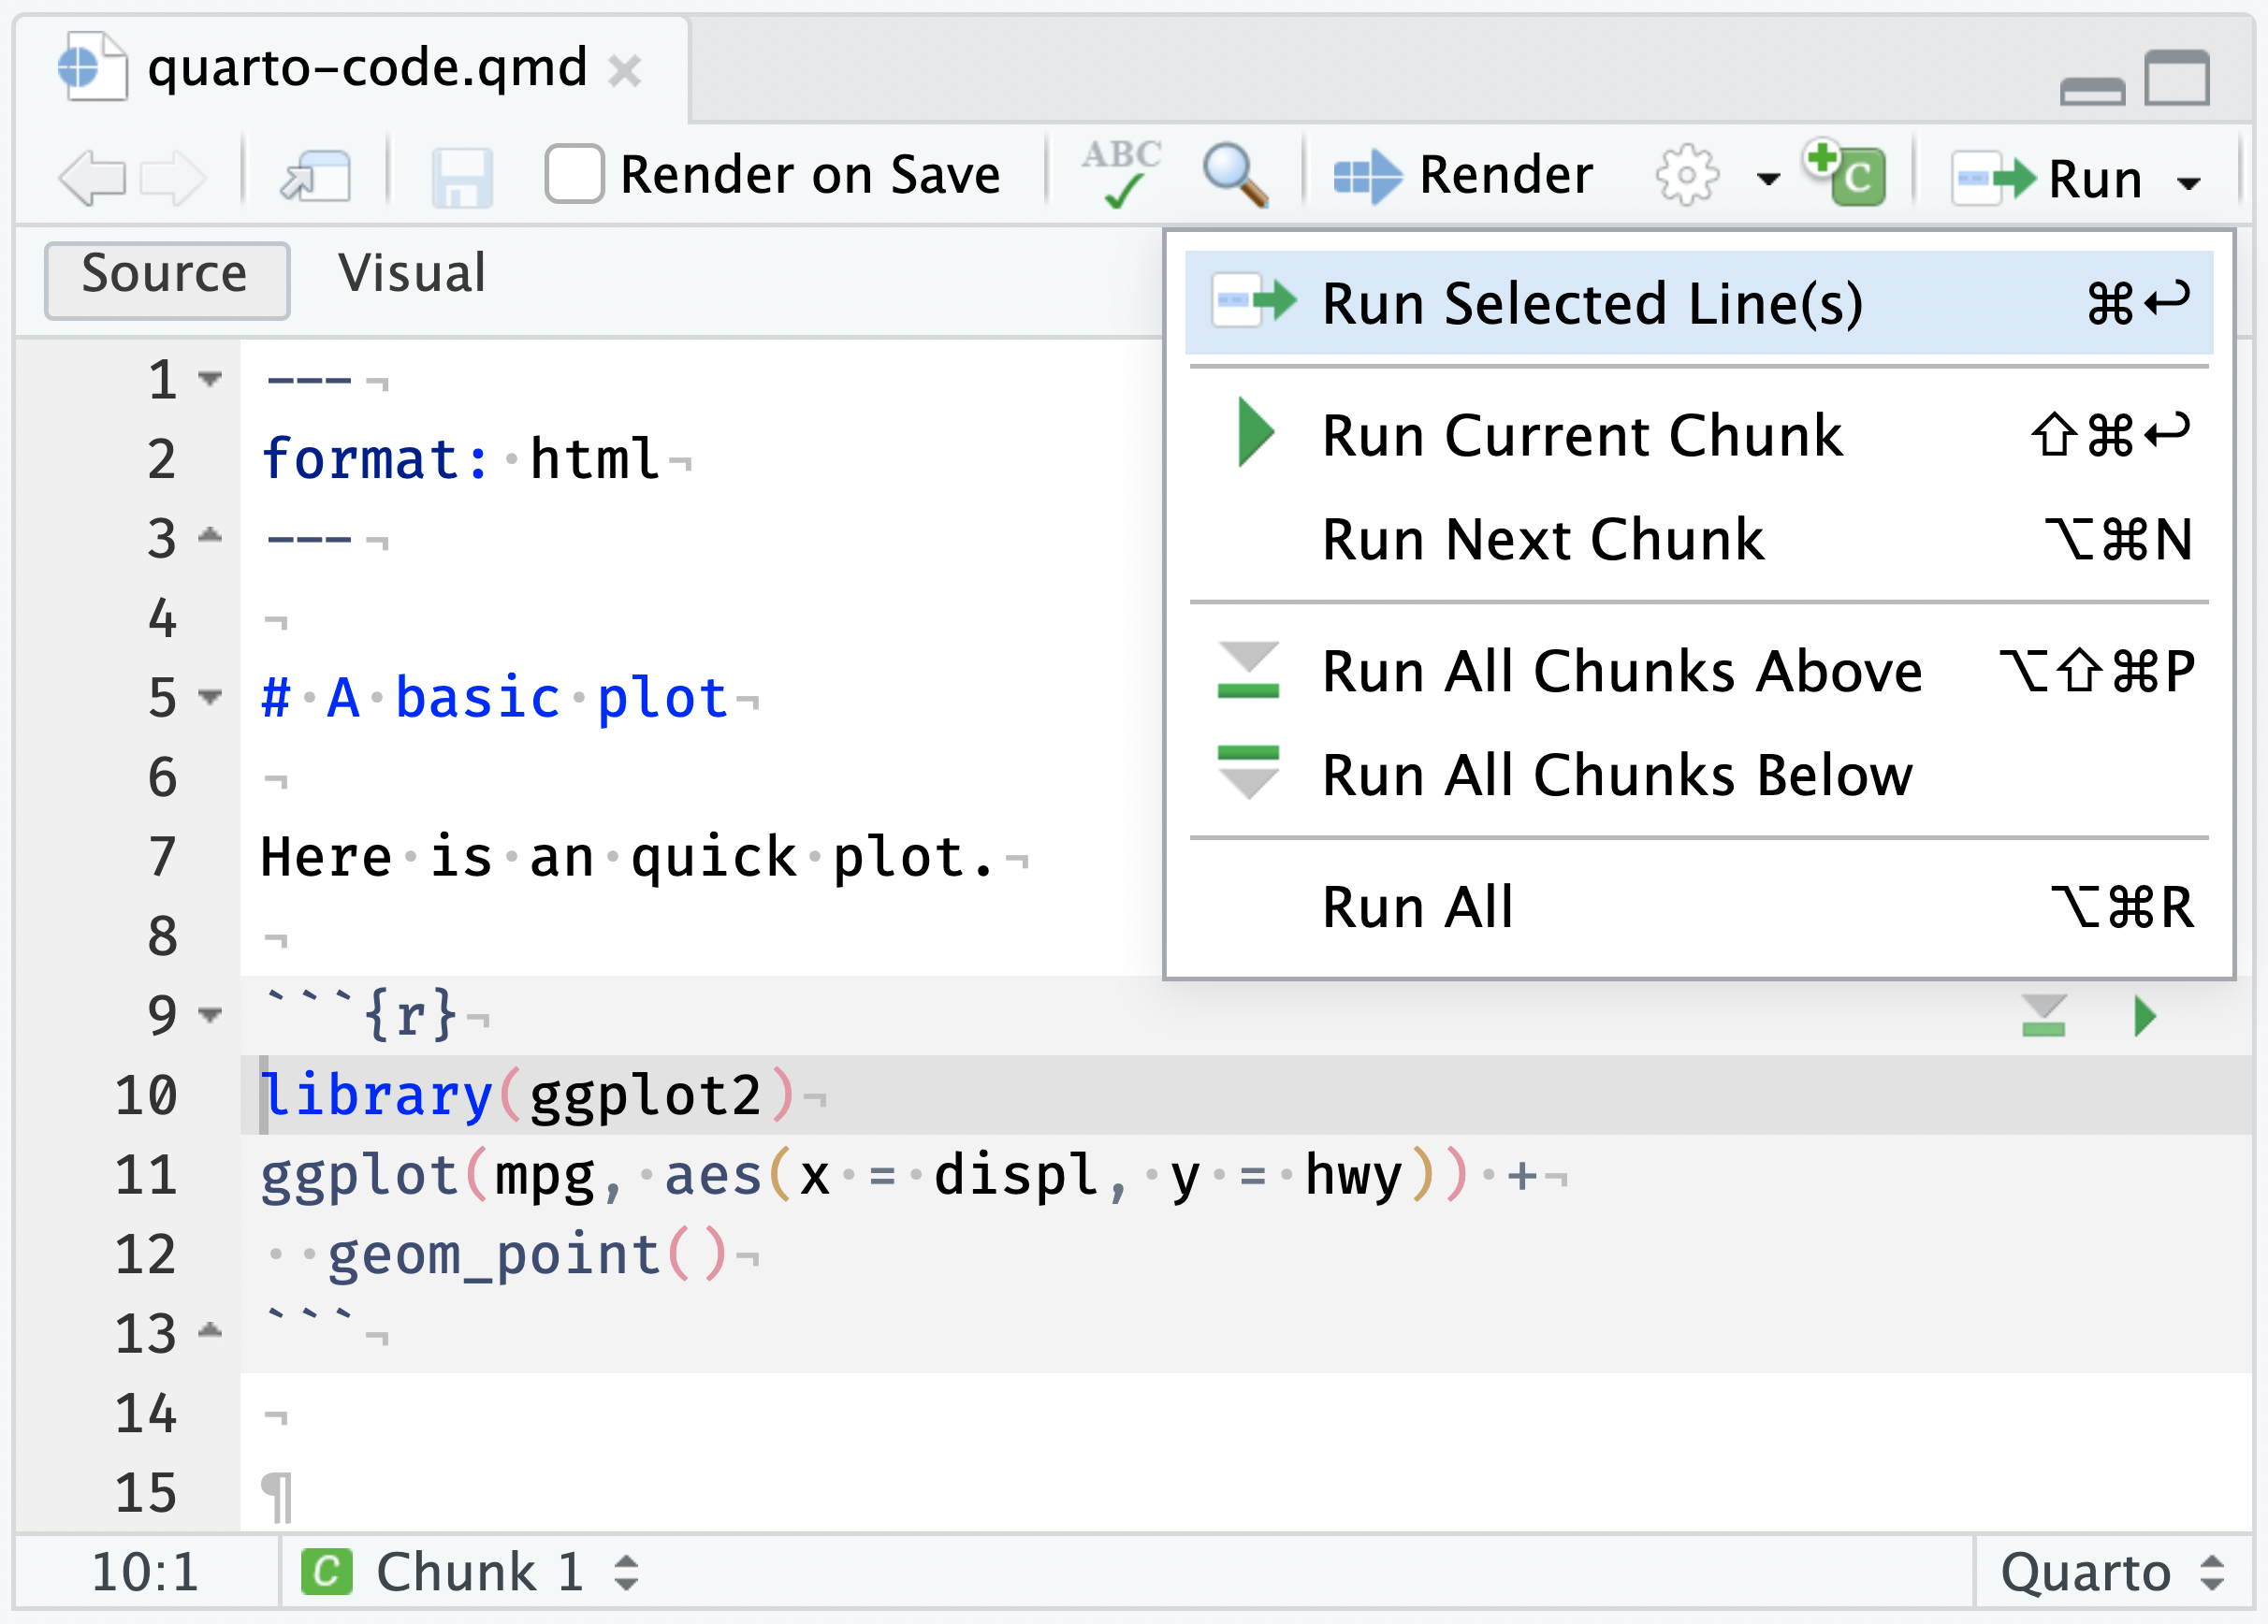 quarto-code.qmd
Render on Save ABC Render C Run
Source Visual
Run Selected Line(s) ⌘↩
Run Current Chunk ⇧⌘↩
Run Next Chunk ⌥⌘N
Run All Chunks Above ⌥⇧⌘P
Run All Chunks Below
Run All ⌥⌘R
1 ---
2 format: html
3 ---
4
5 # A basic plot
6
7 Here is an quick plot.
8
9 ```{r}
10 library(ggplot2)
11 ggplot(mpg, aes(x = displ, y = hwy)) +
12   geom_point()
13 ```
14
15
10:1 C Chunk 1 Quarto